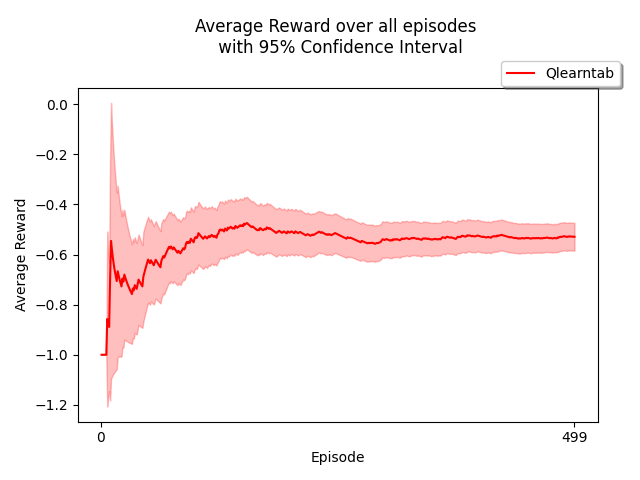 Average Reward over all episodes
with 95% Confidence Interval
Qlearntab
Average Reward
0.0
−0.2
−0.4
−0.6
−0.8
−1.0
−1.2
0
499
Episode